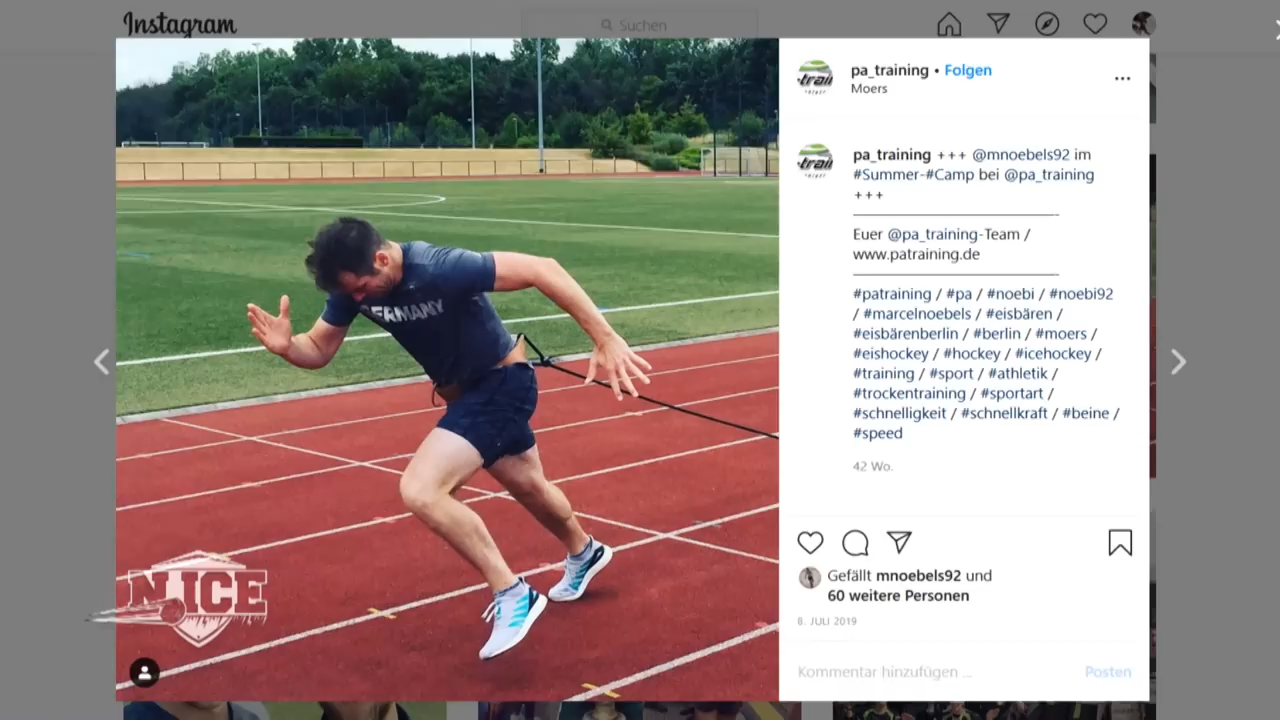 Instagram
Suchen
pa_training • Folgen
Moers
pa_training +++ @mnoebels92 im
#Summer-#Camp bei @pa_training
+++
Euer @pa_training-Team /
www.patraining.de
#patraining / #pa / #noebi / #noebi92
/ #marcelnoebels / #eisbären /
#eisbärenberlin / #berlin / #moers /
#eishockey / #hockey / #icehockey /
#training / #sport / #athletik /
#trockentraining / #sportart /
#schnelligkeit / #schnellkraft / #beine /
#speed
42 Wo.
Gefällt mnoebels92 und
60 weitere Personen
8. JULI 2019
Kommentar hinzufügen ...
Posten
GERMANY
N ICE